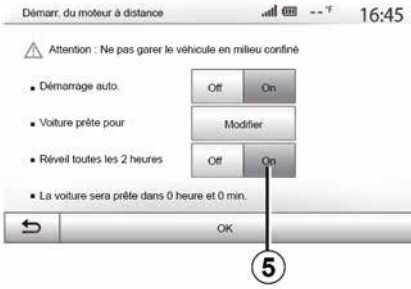 Démarr. du moteur à distance -- °F 16:45
Attention : Ne pas garer le véhicule en milieu confiné
Démarrage auto. Off On
Voiture prête pour Modifier
Réveil toutes les 2 heures Off On
La voiture sera prête dans 0 heure et 0 min.
OK
5